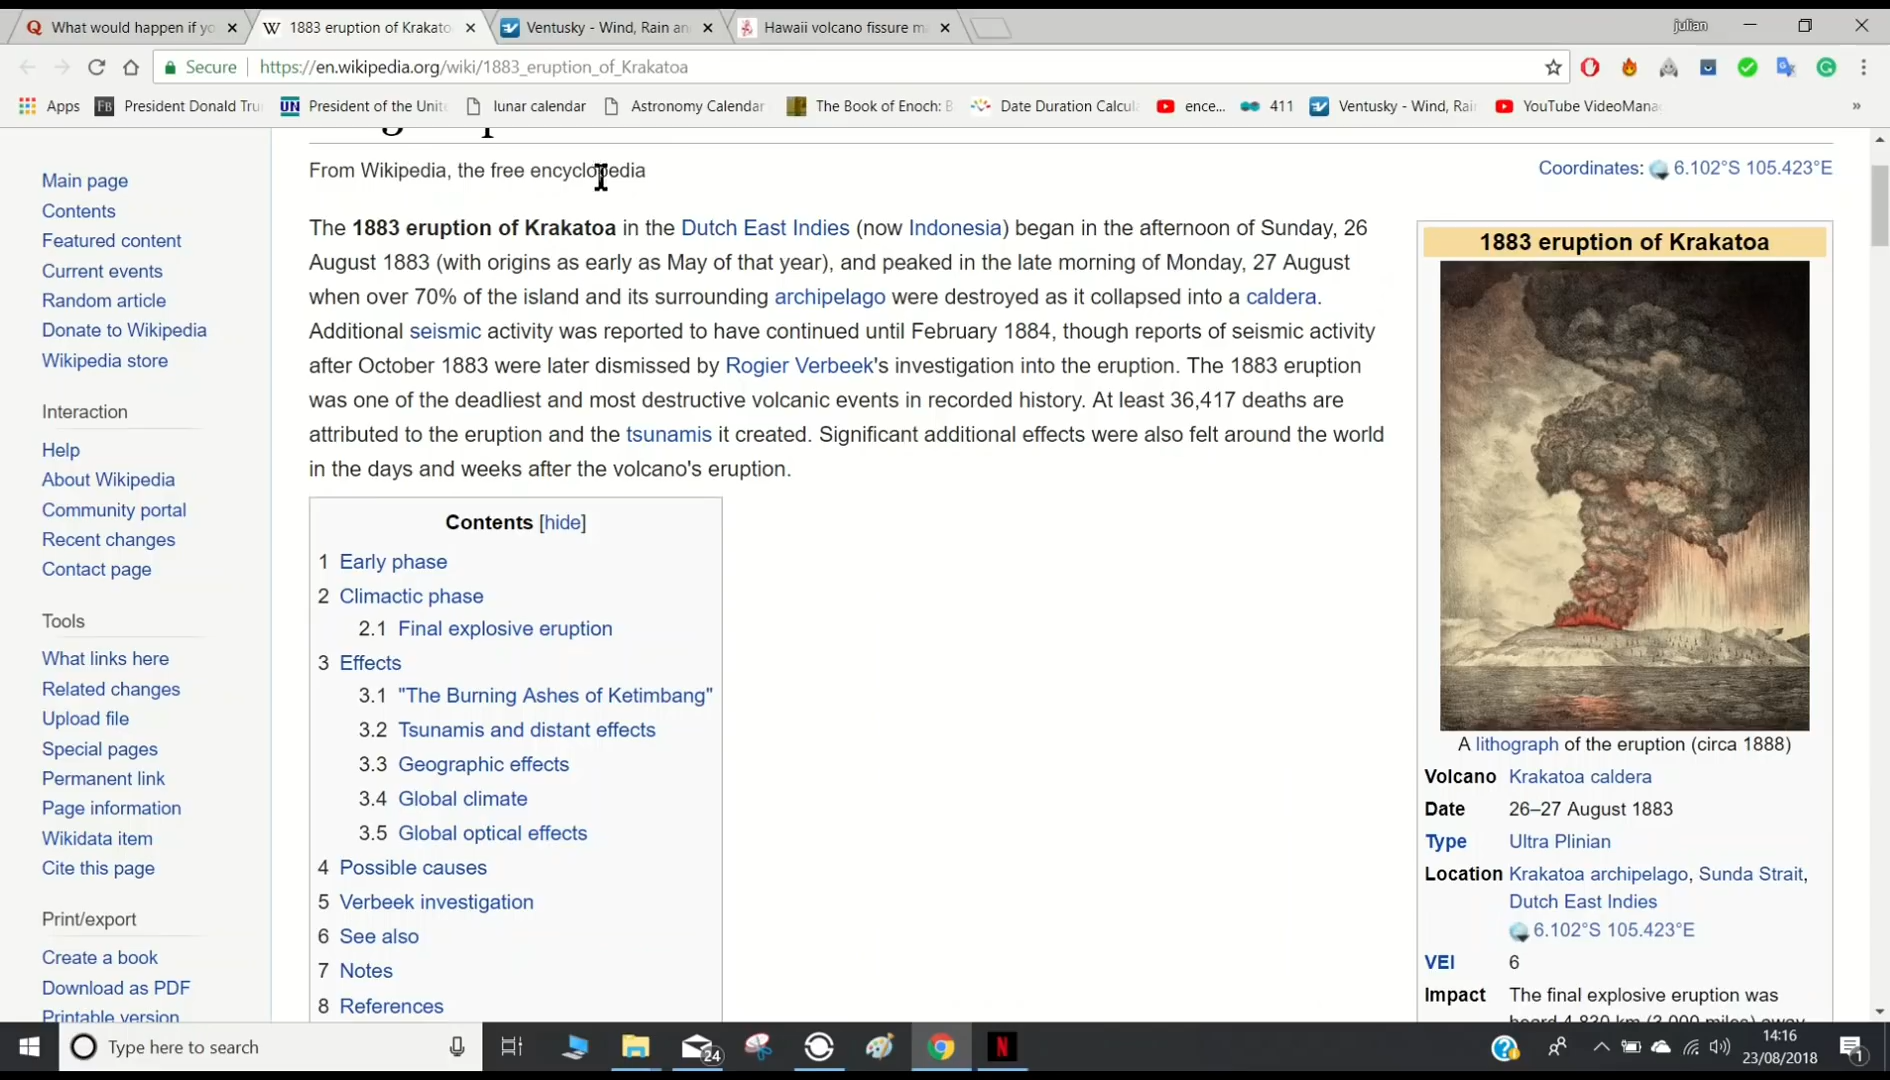 What would happen if yo
1883 eruption of Krakato
Ventusky - Wind, Rain an
Hawaii volcano fissure m
julian
Secure
https://en.wikipedia.org/wiki/1883_eruption_of_Krakatoa
Apps
President Donald Tru
President of the Unite
lunar calendar
Astronomy Calendar
The Book of Enoch: B
Date Duration Calcul
ence...
411
Ventusky - Wind, Rai
YouTube VideoMana
From Wikipedia, the free encyclopedia
Coordinates: 6.102°S 105.423°E
The 1883 eruption of Krakatoa in the Dutch East Indies (now Indonesia) began in the afternoon of Sunday, 26
August 1883 (with origins as early as May of that year), and peaked in the late morning of Monday, 27 August
when over 70% of the island and its surrounding archipelago were destroyed as it collapsed into a caldera.
Additional seismic activity was reported to have continued until February 1884, though reports of seismic activity
after October 1883 were later dismissed by Rogier Verbeek's investigation into the eruption. The 1883 eruption
was one of the deadliest and most destructive volcanic events in recorded history. At least 36,417 deaths are
attributed to the eruption and the tsunamis it created. Significant additional effects were also felt around the world
in the days and weeks after the volcano's eruption.
Contents [hide]
1 Early phase
2 Climactic phase
2.1 Final explosive eruption
3 Effects
3.1 "The Burning Ashes of Ketimbang"
3.2 Tsunamis and distant effects
3.3 Geographic effects
3.4 Global climate
3.5 Global optical effects
4 Possible causes
5 Verbeek investigation
6 See also
7 Notes
8 References
Main page
Contents
Featured content
Current events
Random article
Donate to Wikipedia
Wikipedia store
Interaction
Help
About Wikipedia
Community portal
Recent changes
Contact page
Tools
What links here
Related changes
Upload file
Special pages
Permanent link
Page information
Wikidata item
Cite this page
Print/export
Create a book
Download as PDF
Printable version
1883 eruption of Krakatoa
A lithograph of the eruption (circa 1888)
Volcano Krakatoa caldera
Date 26–27 August 1883
Type Ultra Plinian
Location Krakatoa archipelago, Sunda Strait,
Dutch East Indies
6.102°S 105.423°E
VEI 6
Impact The final explosive eruption was
heard 4,830 km (3,000 miles) away
Type here to search
24
14:16
23/08/2018
1